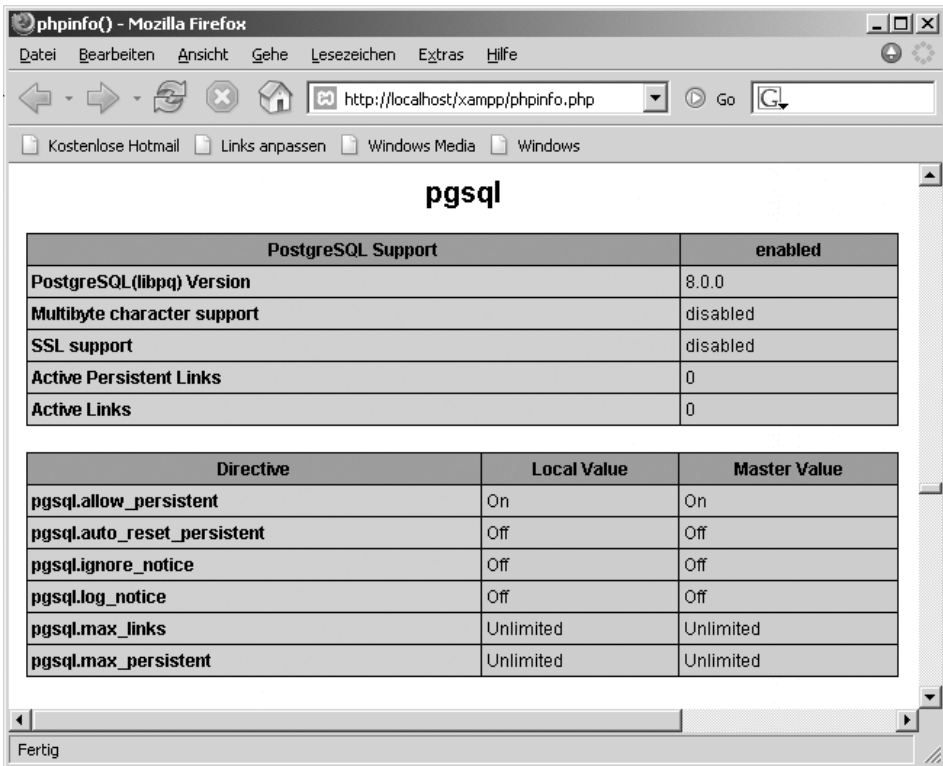 phpinfo() - Mozilla Firefox
Datei Bearbeiten Ansicht Gehe Lesezeichen Extras Hilfe
http://localhost/xampp/phpinfo.php Go G
Kostenlose Hotmail Links anpassen Windows Media Windows
pgsql
PostgreSQL Support enabled
PostgreSQL(libpq) Version 8.0.0
Multibyte character support disabled
SSL support disabled
Active Persistent Links 0
Active Links 0
Directive Local Value Master Value
pgsql.allow_persistent On On
pgsql.auto_reset_persistent Off Off
pgsql.ignore_notice Off Off
pgsql.log_notice Off Off
pgsql.max_links Unlimited Unlimited
pgsql.max_persistent Unlimited Unlimited
Fertig